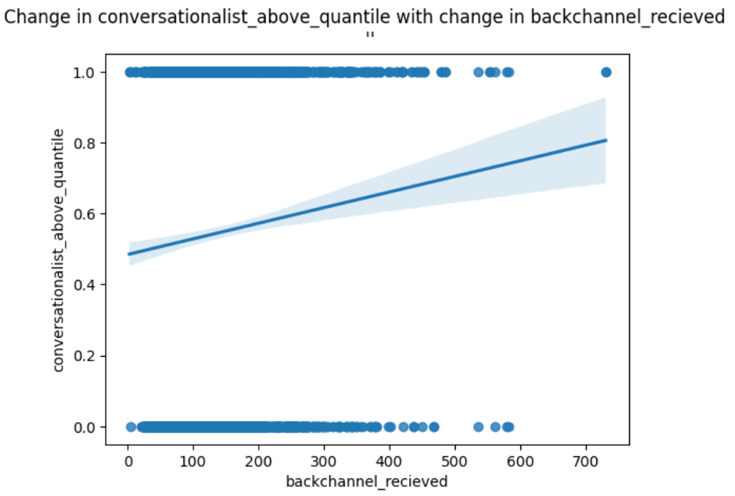 Change in conversationalist_above_quantile with change in backchannel_recieved
"
1.0
0.8
0.6
0.4
0.2
0.0
conversationalist_above_quantile
0 100 200 300 400 500 600 700
backchannel_recieved